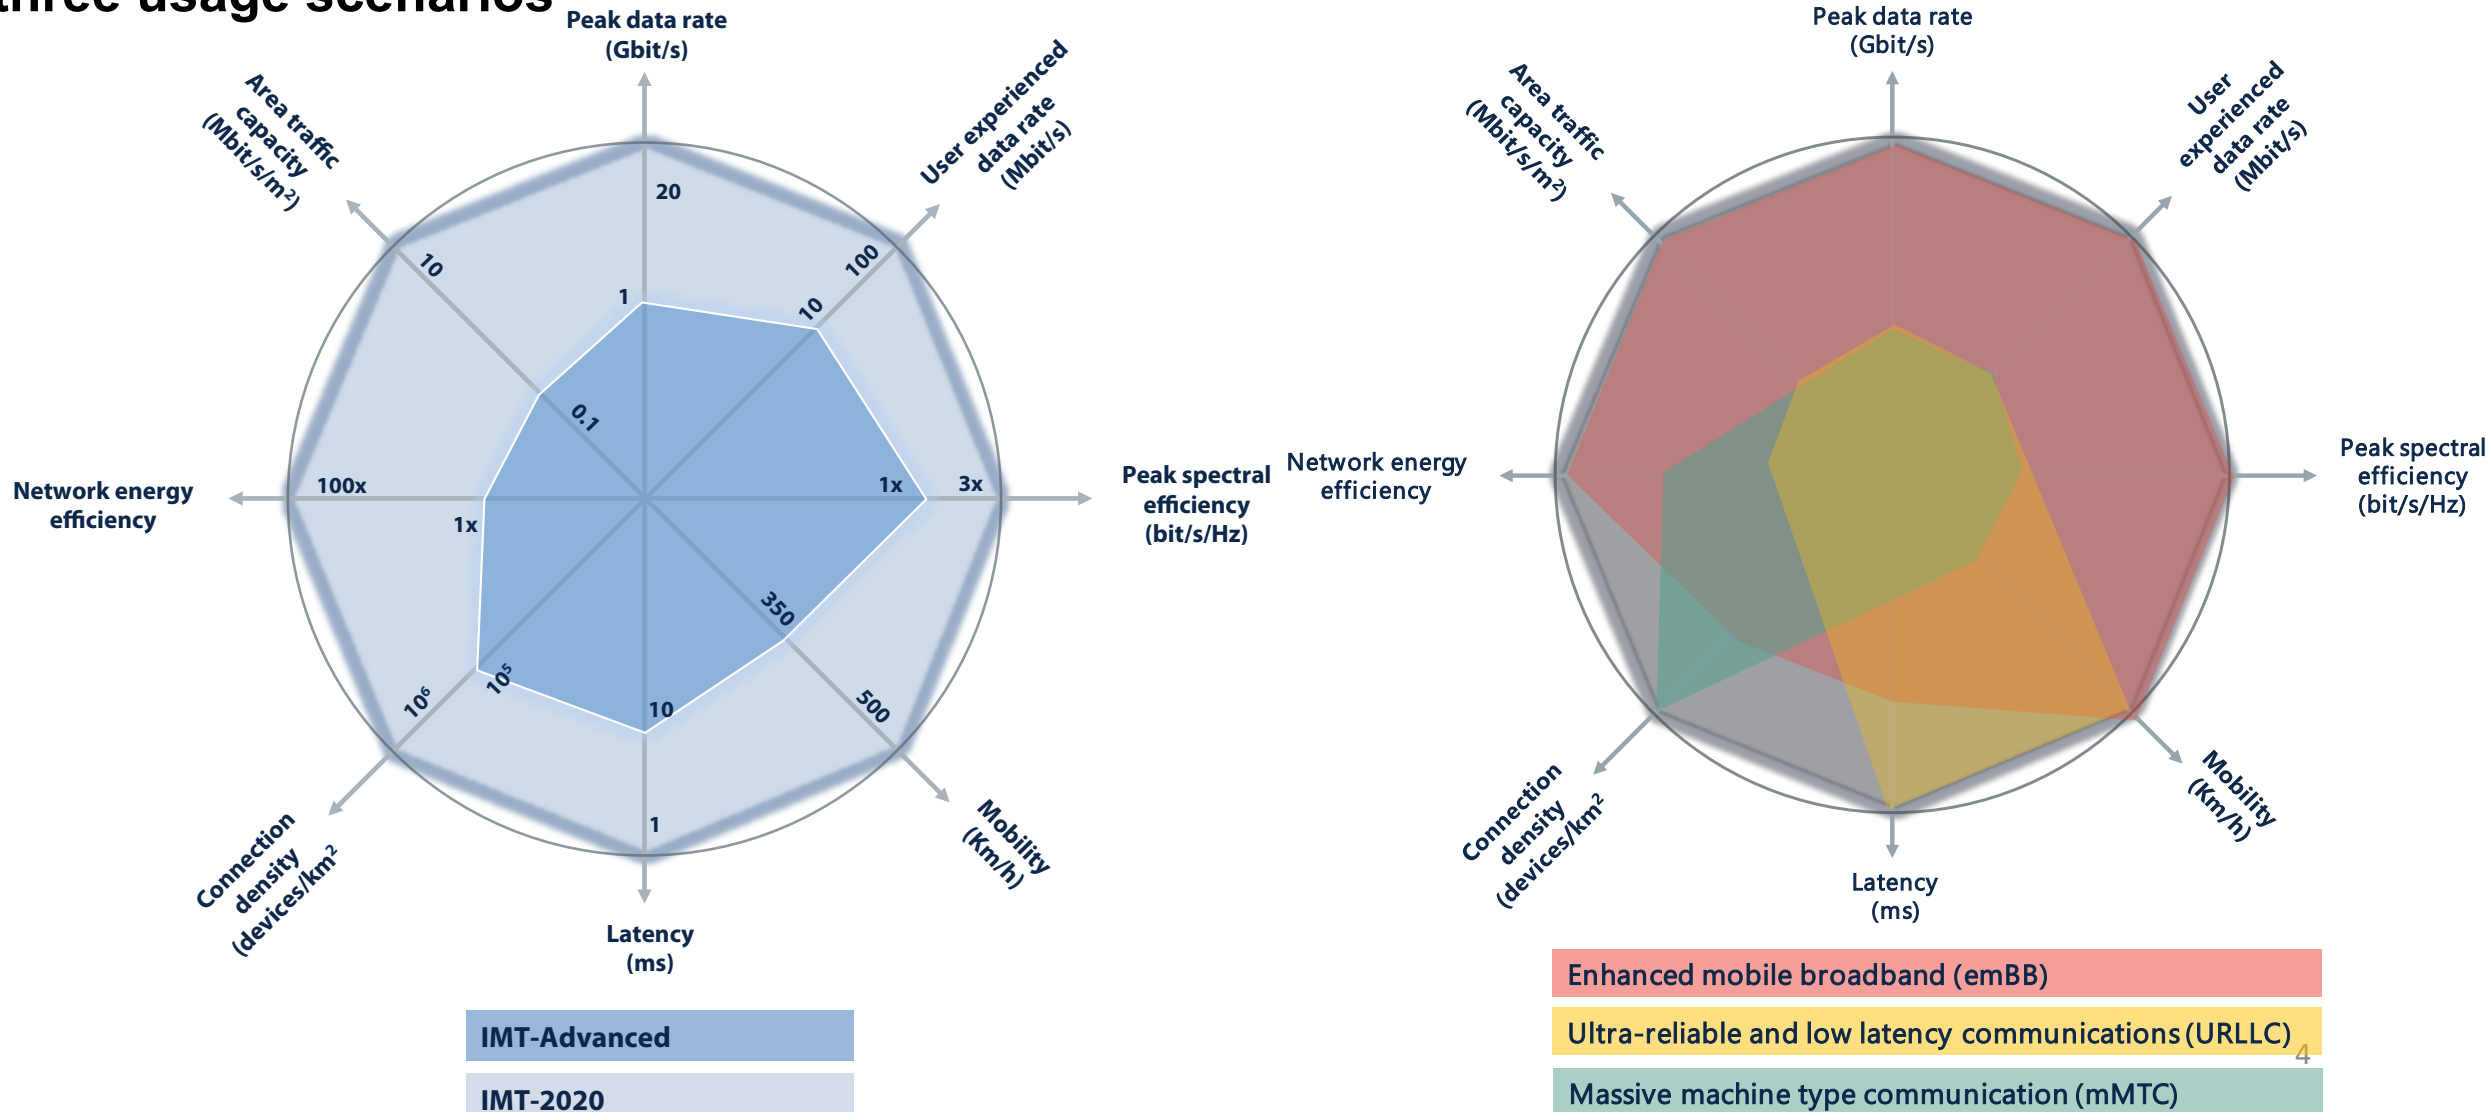 three usage scenarios
Peak data rate
(Gbit/s)
Area traffic
capacity
(Mbit/s/m²)
User experienced
data rate
(Mbit/s)
20
1
100
10
10
0.1
100x
1x
1x
3x
Network energy
efficiency
Peak spectral
efficiency
(bit/s/Hz)
350
500
10⁶
10⁵
10
1
Connection
density
(devices/km²
Mobility
(Km/h)
Latency
(ms)
IMT-Advanced
IMT-2020
Peak data rate
(Gbit/s)
Area traffic
capacity
(Mbit/s/m²)
User
experienced
data rate
(Mbit/s)
Network energy
efficiency
Peak spectral
efficiency
(bit/s/Hz)
Connection
density
(devices/km²
Mobility
(Km/h)
Latency
(ms)
Enhanced mobile broadband (emBB)
Ultra-reliable and low latency communications (URLLC)
4
Massive machine type communication (mMTC)